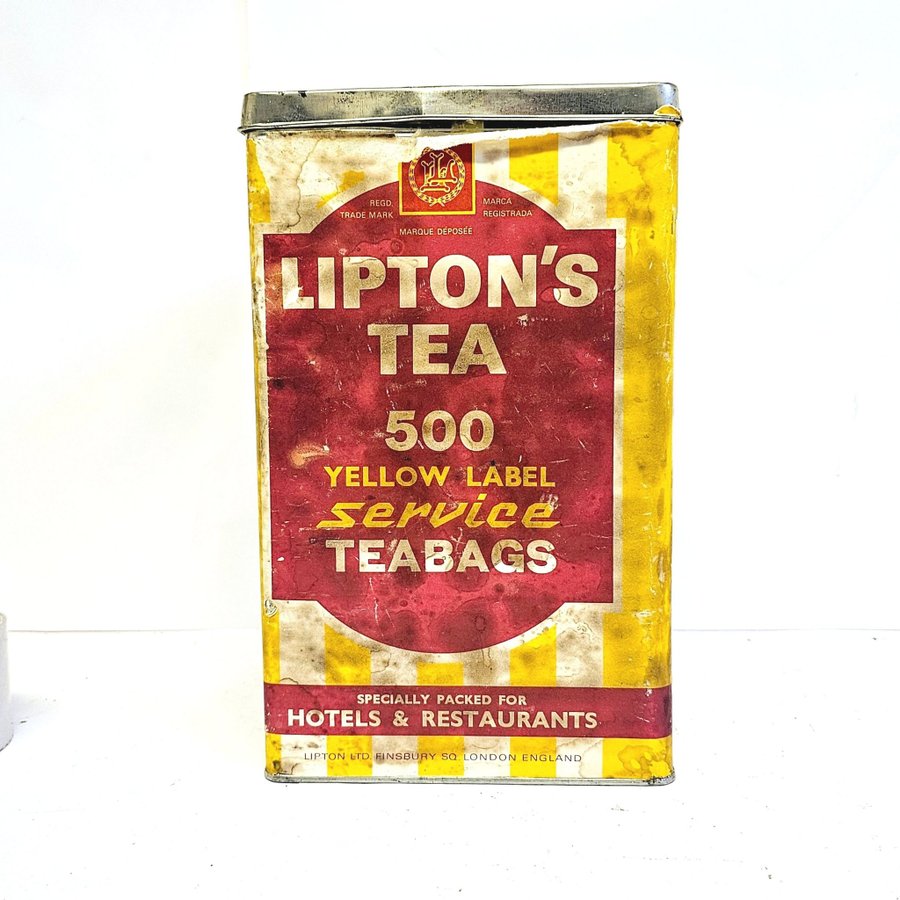 REGD. MARCA
TRADE MARK REGISTRADA
MARQUE DÉPOSÉE
LIPTON'S
TEA
500
YELLOW LABEL
service
TEABAGS
SPECIALLY PACKED FOR
HOTELS & RESTAURANTS
LIPTON LTD. FINSBURY SQ. LONDON ENGLAND